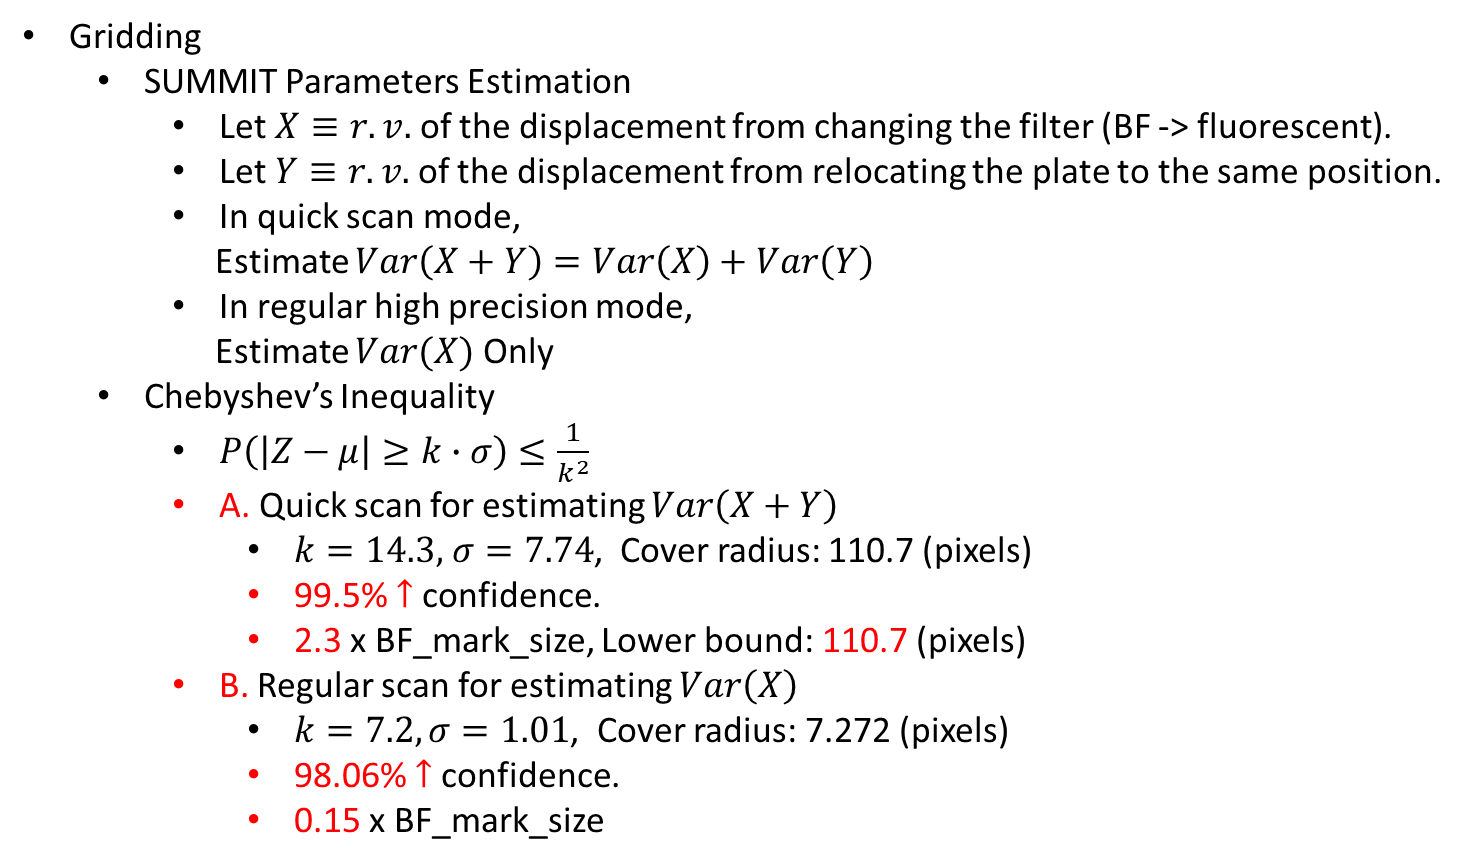 • Gridding
• SUMMIT Parameters Estimation
• Let X ≡ r.v. of the displacement from changing the filter (BF -> fluorescent).
• Let Y ≡ r.v. of the displacement from relocating the plate to the same position.
• In quick scan mode,
Estimate Var(X + Y) = Var(X) + Var(Y)
• In regular high precision mode,
Estimate Var(X) Only
• Chebyshev’s Inequality
• P(|Z − μ| ≥ k · σ) ≤ 1/k²
• A. Quick scan for estimating Var(X + Y)
• k = 14.3, σ = 7.74, Cover radius: 110.7 (pixels)
• 99.5% ↑ confidence.
• 2.3 x BF_mark_size, Lower bound: 110.7 (pixels)
• B. Regular scan for estimating Var(X)
• k = 7.2, σ = 1.01, Cover radius: 7.272 (pixels)
• 98.06% ↑ confidence.
• 0.15 x BF_mark_size